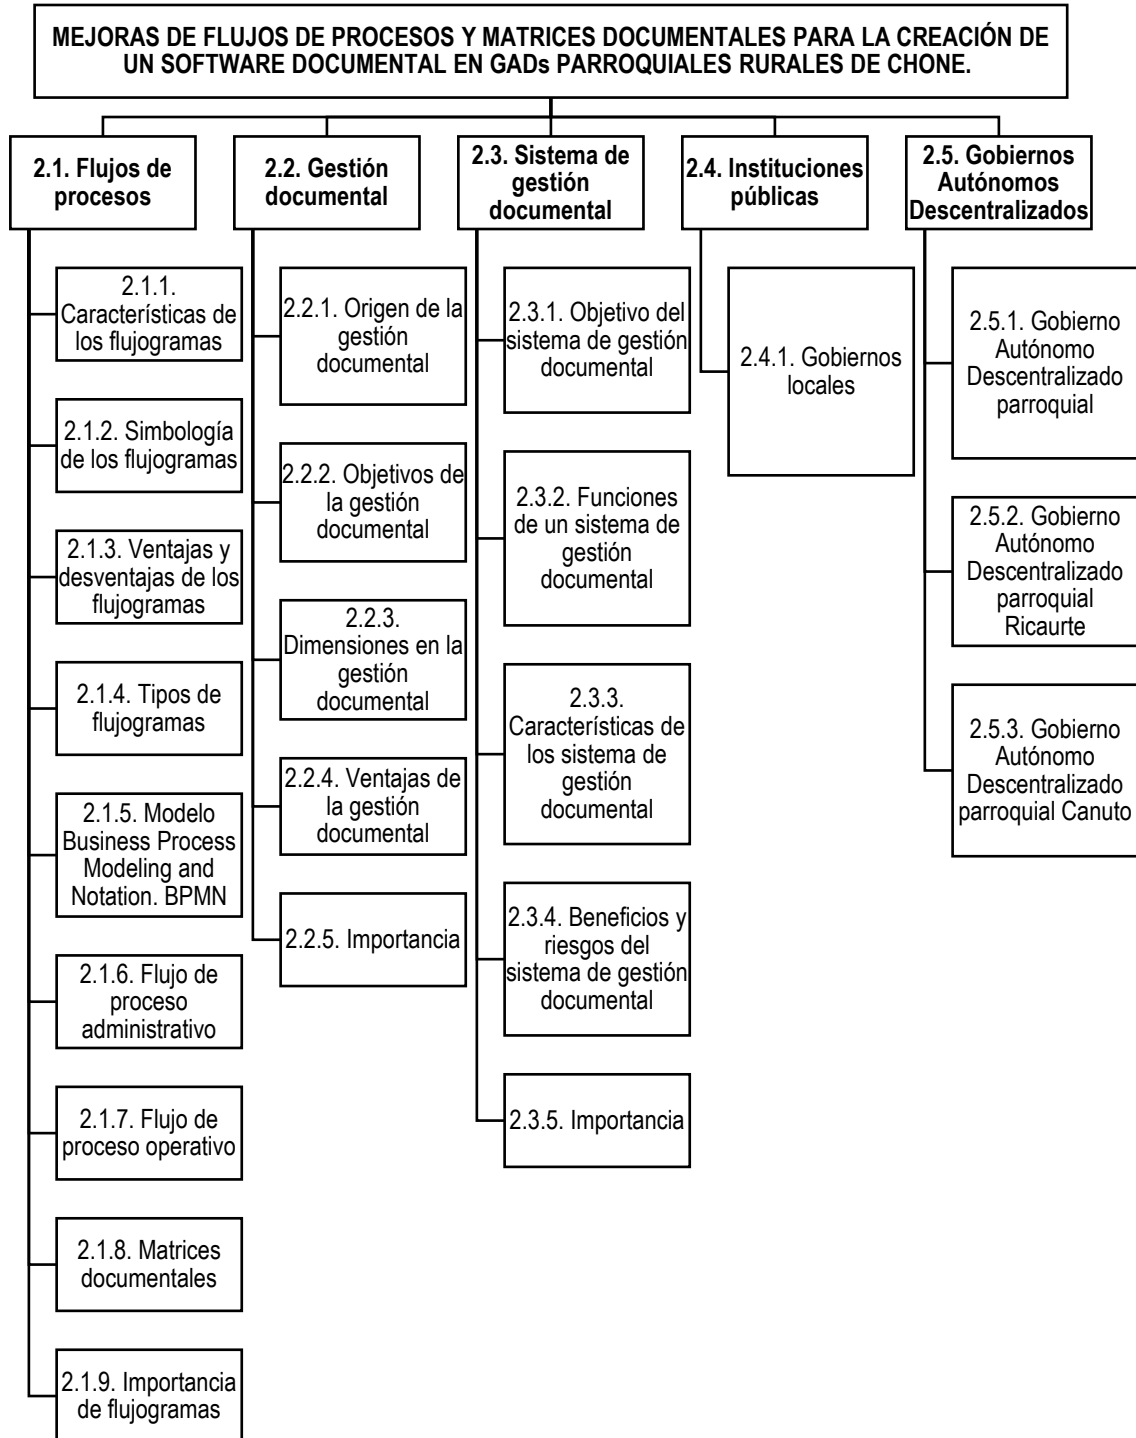 MEJORAS DE FLUJOS DE PROCESOS Y MATRICES DOCUMENTALES PARA LA CREACIÓN DE
UN SOFTWARE DOCUMENTAL EN GADs PARROQUIALES RURALES DE CHONE.
2.1. Flujos de
procesos
2.1.1.
Características de
los flujogramas
2.1.2. Simbología
de los flujogramas
2.1.3. Ventajas y
desventajas de los
flujogramas
2.1.4. Tipos de
flujogramas
2.1.5. Modelo
Business Process
Modeling and
Notation. BPMN
2.1.6. Flujo de
proceso
administrativo
2.1.7. Flujo de
proceso operativo
2.1.8. Matrices
documentales
2.1.9. Importancia
de flujogramas
2.2. Gestión
documental
2.2.1. Origen de la
gestión
documental
2.2.2. Objetivos de
la gestión
documental
2.2.3.
Dimensiones en la
gestión
documental
2.2.4. Ventajas de
la gestión
documental
2.2.5. Importancia
2.3. Sistema de
gestión
documental
2.3.1. Objetivo del
sistema de gestión
documental
2.3.2. Funciones
de un sistema de
gestión
documental
2.3.3.
Características de
los sistema de
gestión
documental
2.3.4. Beneficios y
riesgos del
sistema de gestión
documental
2.3.5. Importancia
2.4. Instituciones
públicas
2.4.1. Gobiernos
locales
2.5. Gobiernos
Autónomos
Descentralizados
2.5.1. Gobierno
Autónomo
Descentralizado
parroquial
2.5.2. Gobierno
Autónomo
Descentralizado
parroquial
Ricaurte
2.5.3. Gobierno
Autónomo
Descentralizado
parroquial Canuto